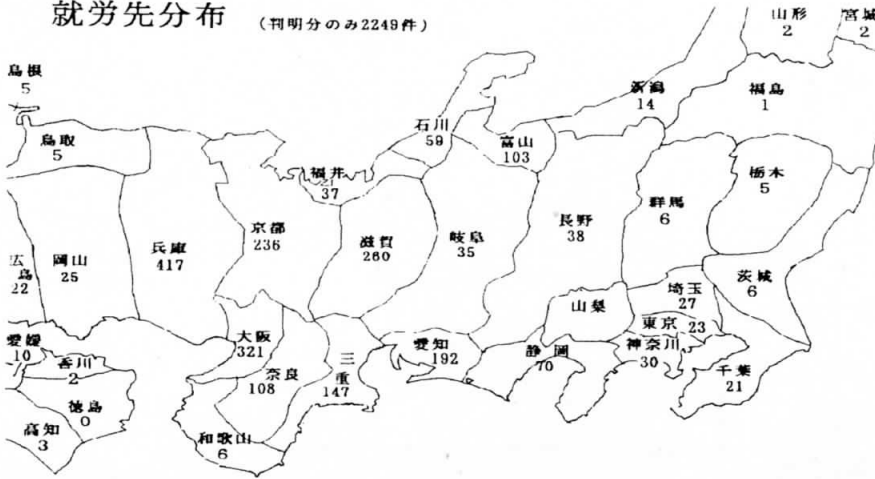 就労先分布 (判明分のみ2249件)
山形
2
宮城
2
島根
5
新潟
14
福島
1
鳥取
5
石川
59
富山
103
福井
37
栃木
5
群馬
6
京都
236
滋賀
260
岐阜
35
長野
38
兵庫
417
岡山
25
広島
22
茨城
6
埼玉
27
山梨
東京 23
大阪
321
愛知
192
静岡
70
神奈川
30
愛媛
10
香川
2
奈良
108
三重
147
千葉
21
徳島
0
高知
3
和歌山
6